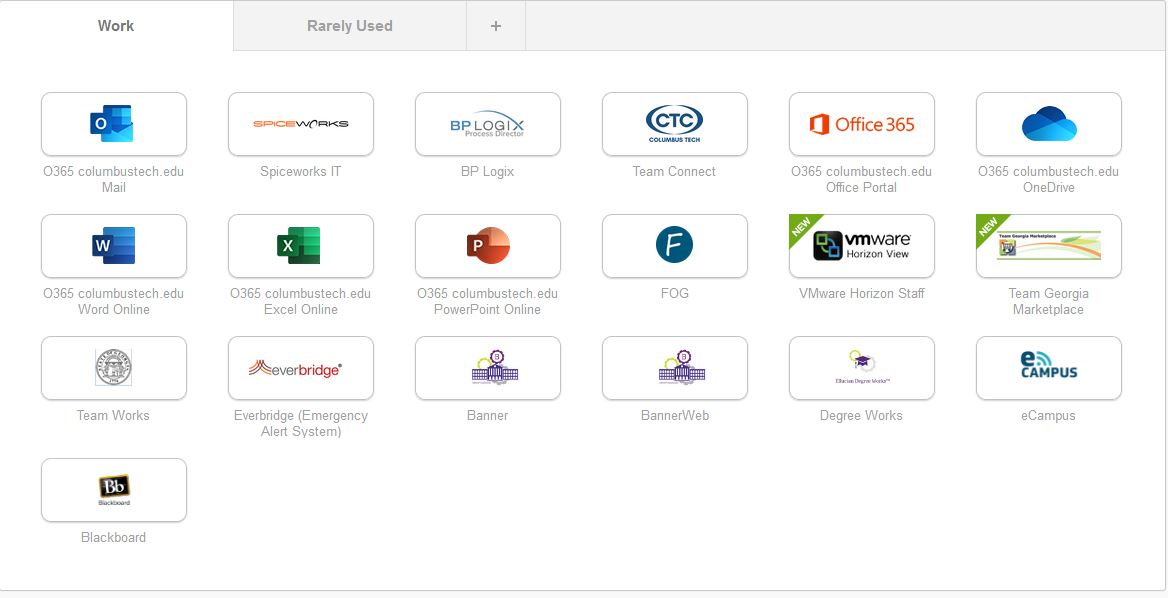 Work
Rarely Used
+
O
SPICEWORKS
BP LOGIX
Process Director
CTC
COLUMBUS TECH
Office 365
O365 columbustech.edu
Mail
Spiceworks IT
BP Logix
Team Connect
O365 columbustech.edu
Office Portal
O365 columbustech.edu
OneDrive
W
X
P
F
NEW
vmware
Horizon View
NEW
Team Georgia Marketplace
O365 columbustech.edu
Word Online
O365 columbustech.edu
Excel Online
O365 columbustech.edu
PowerPoint Online
FOG
VMware Horizon Staff
Team Georgia
Marketplace
everbridge®
B
B
Ellucian Degree Works™
eCAMPUS
Team Works
Everbridge (Emergency
Alert System)
Banner
BannerWeb
Degree Works
eCampus
Bb
Blackboard
Blackboard